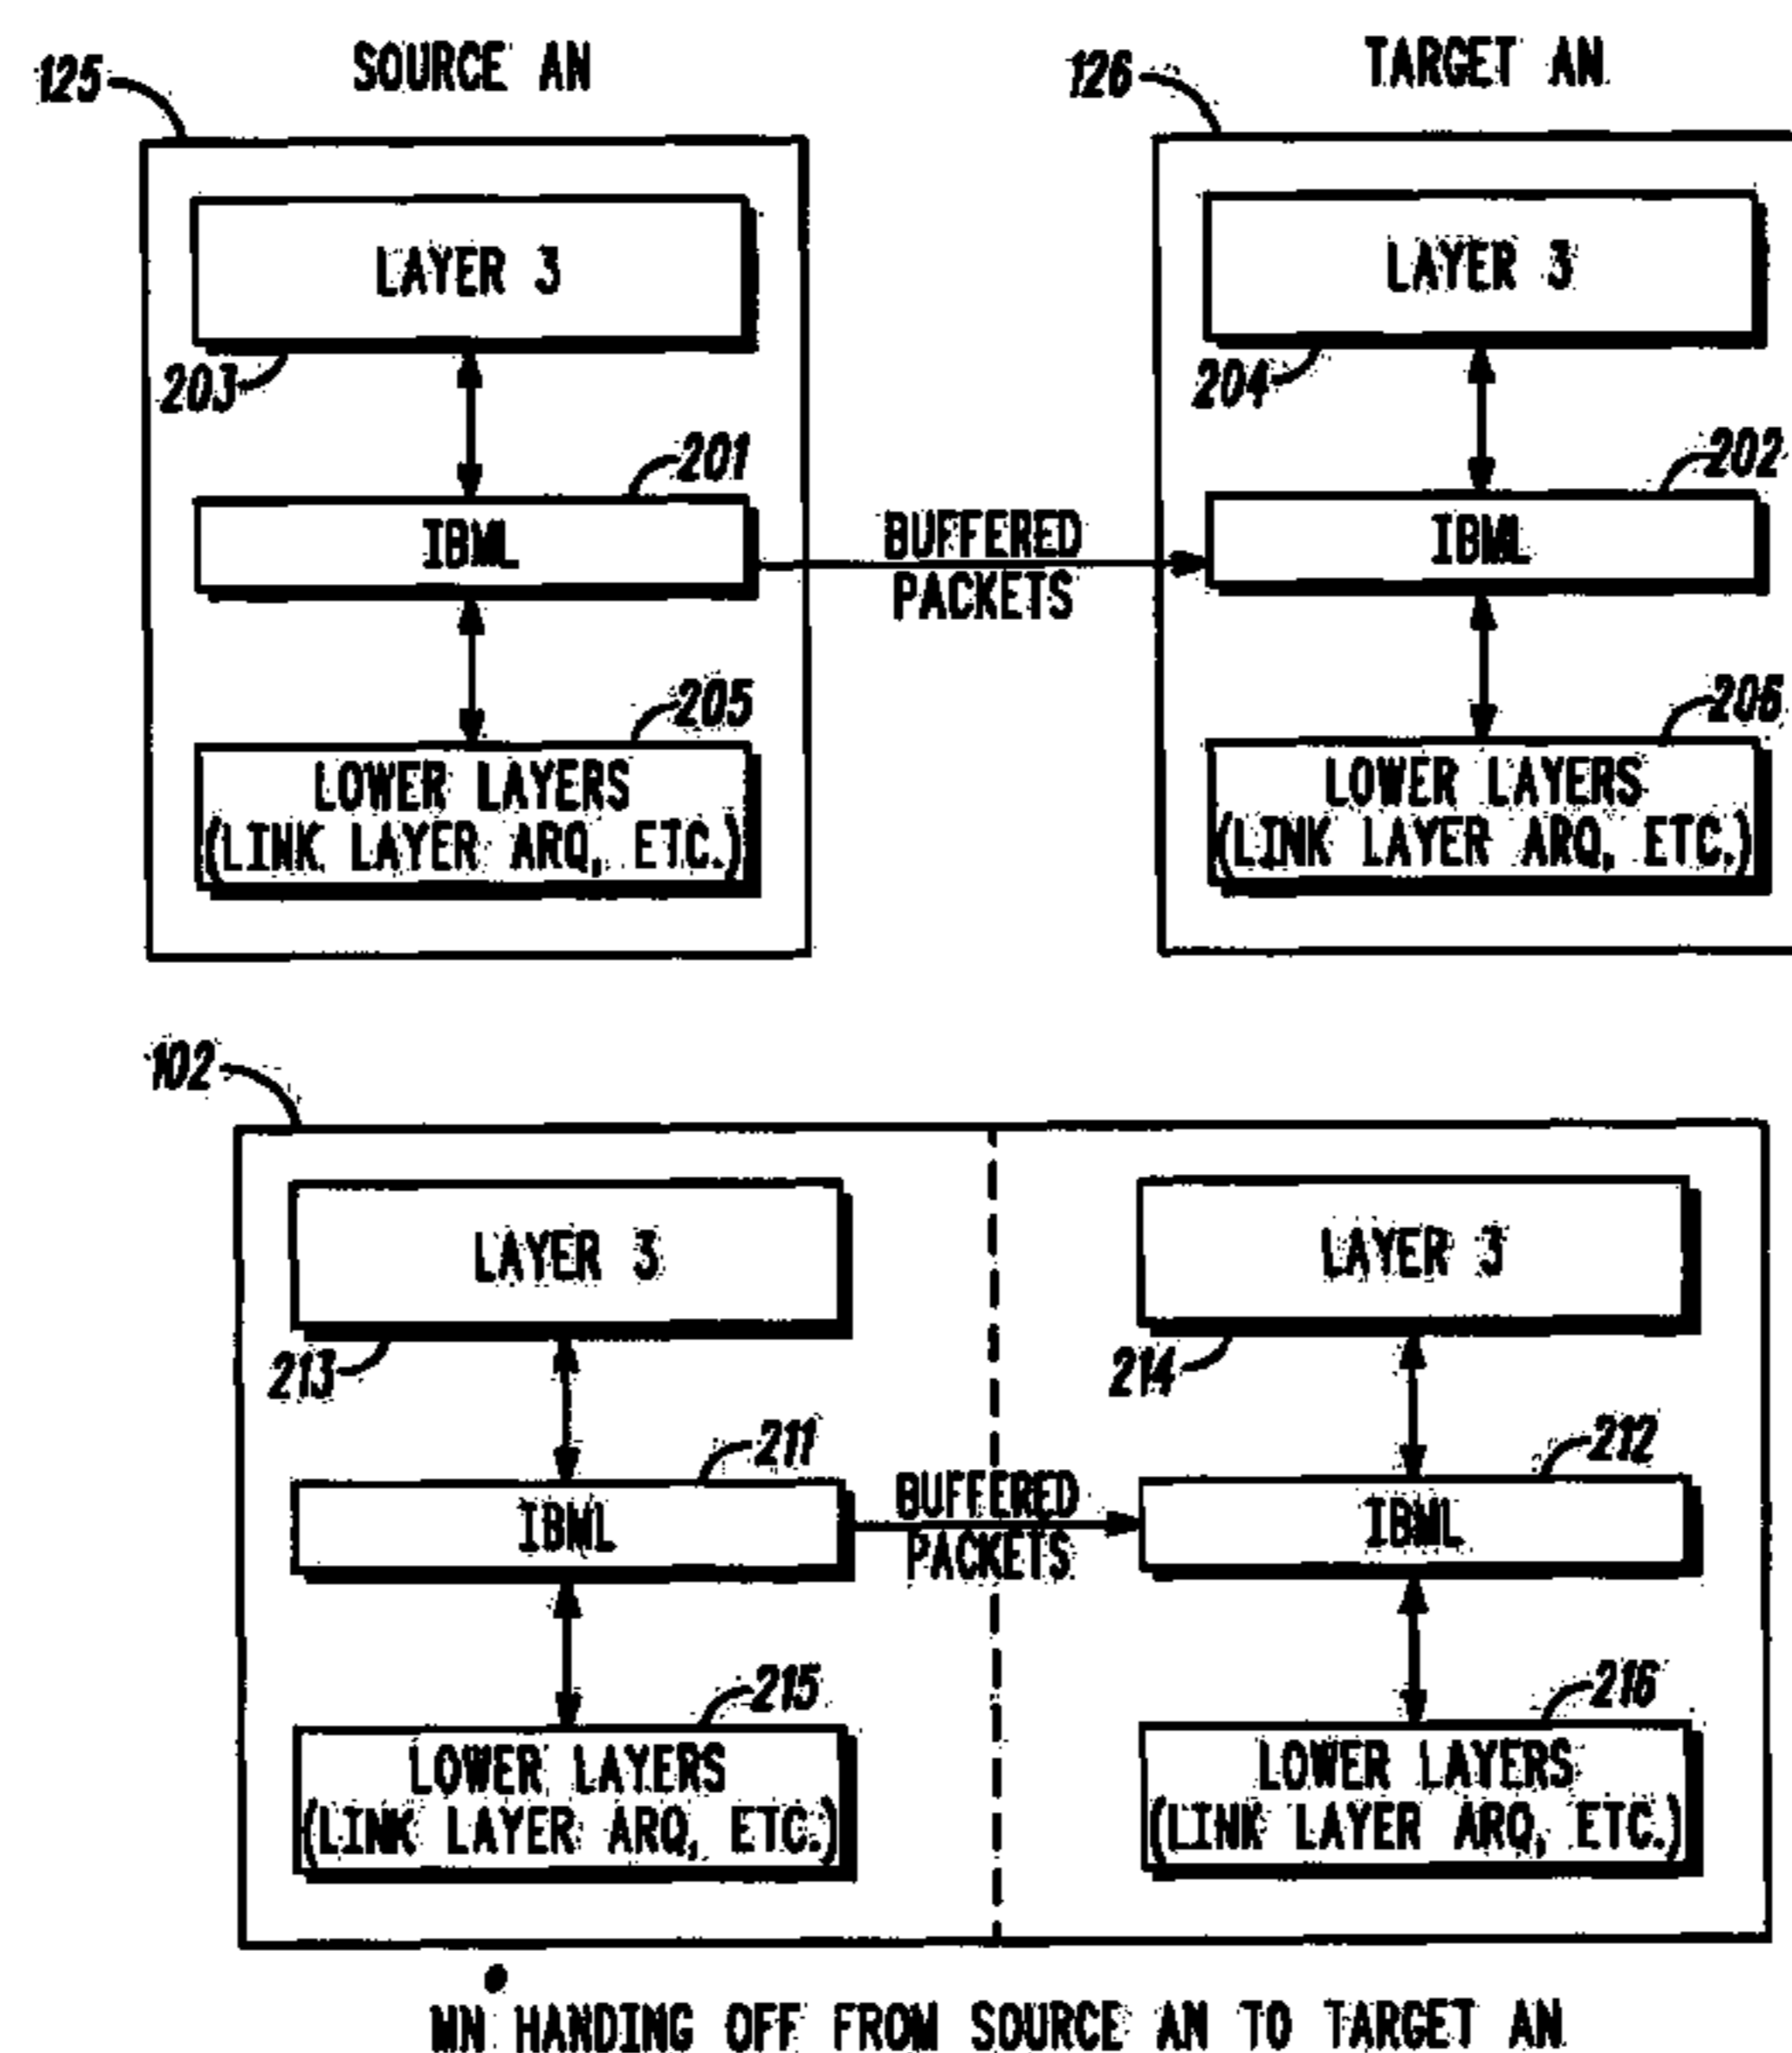 125
SOURCE AN
126
TARGET AN
LAYER 3
203
201
IBML
205
LOWER LAYERS
(LINK LAYER ARQ, ETC.)
BUFFERED
PACKETS
LAYER 3
204
202
IBML
206
LOWER LAYERS
(LINK LAYER ARQ, ETC.)
102
LAYER 3
213
211
IBML
215
LOWER LAYERS
(LINK LAYER ARQ, ETC.)
BUFFERED
PACKETS
LAYER 3
214
212
IBML
216
LOWER LAYERS
(LINK LAYER ARQ, ETC.)
MN HANDING OFF FROM SOURCE AN TO TARGET AN